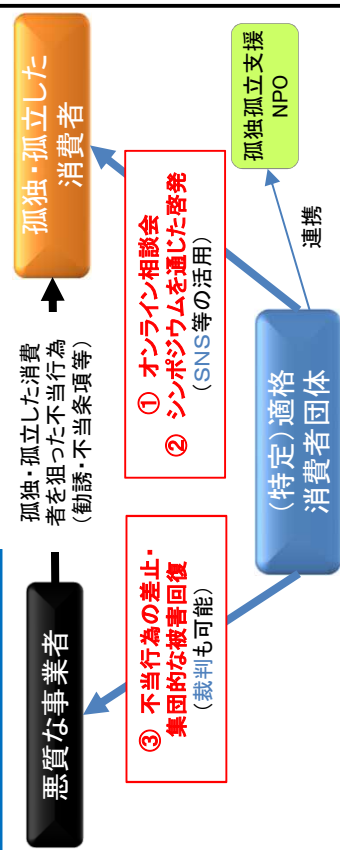 悪質な事業者
孤独・孤立した消費
者を狙った不当行為
(勧誘・不当条項等)
孤独・孤立した
消費者
③ 不当行為の差止・
集団的な被害回復
(裁判も可能)
① オンライン相談会
② シンポジウムを通じた啓発
(SNS等の活用)
(特定)適格
消費者団体
連携
孤独孤立支援
NPO